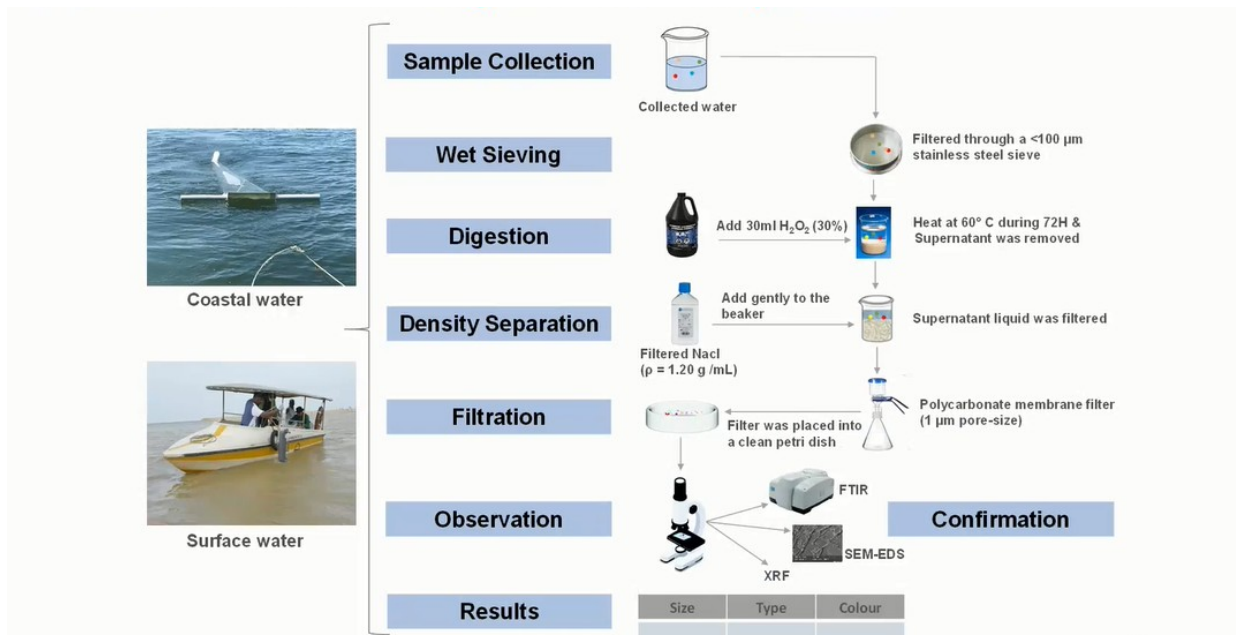 Sample Collection
Collected water
Wet Sieving
Filtered through a <100 µm
stainless steel sieve
Coastal water
Digestion
Add 30ml H₂O₂ (30%)
Heat at 60° C during 72H &
Supernatant was removed
Density Separation
Add gently to the
beaker
Filtered Nacl
(ρ = 1.20 g /mL)
Supernatant liquid was filtered
Surface water
Filtration
Filter was placed into
a clean petri dish
Polycarbonate membrane filter
(1 µm pore-size)
Observation
FTIR
SEM-EDS
XRF
Confirmation
Results
Size Type Colour